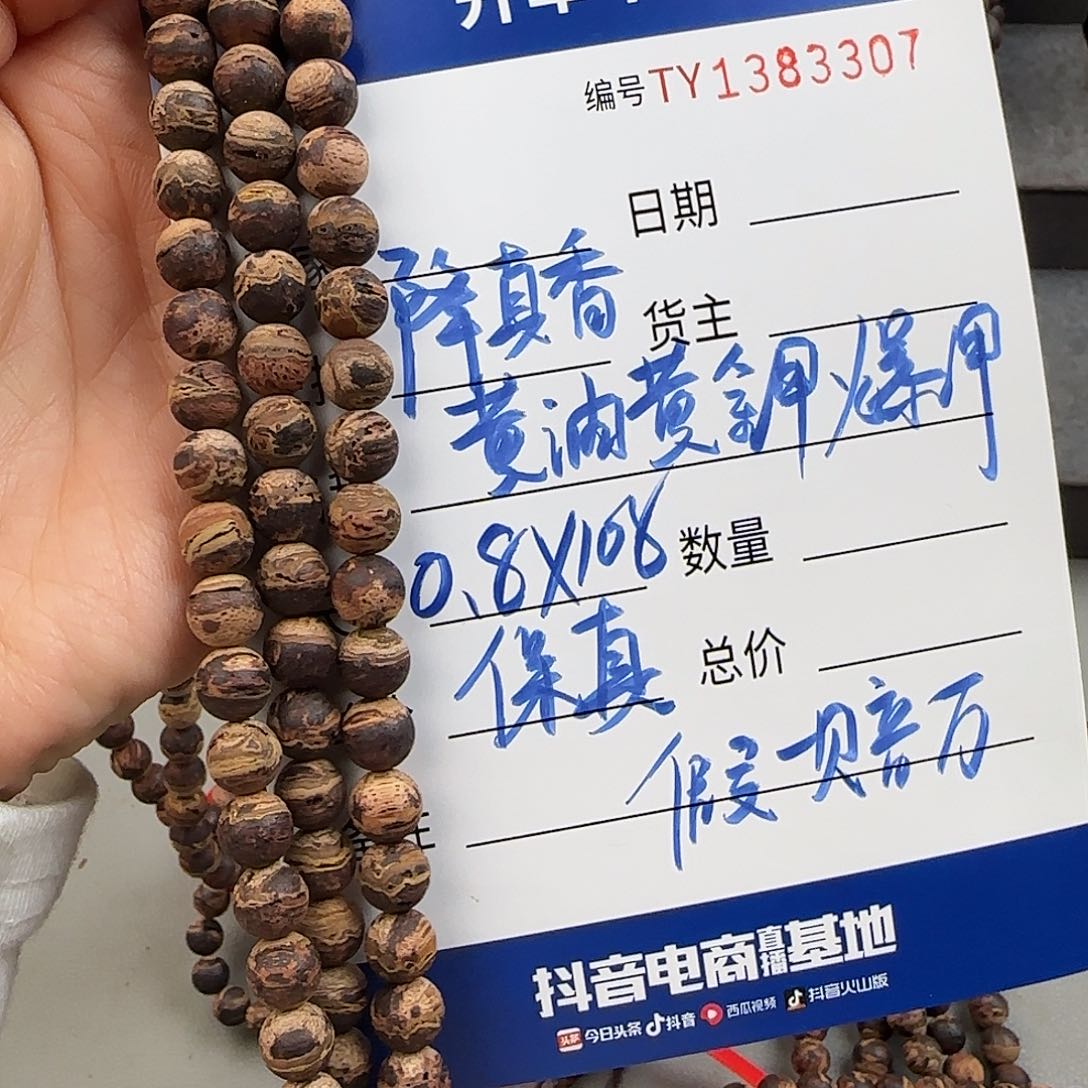 编号TY1383307
日期
降真香
货主
黄油黄金甲爆甲
0.8X108
数量
保真
总价
假一赔万
抖音电商直播基地
头条 今日头条 抖音 西瓜视频 抖音火山版